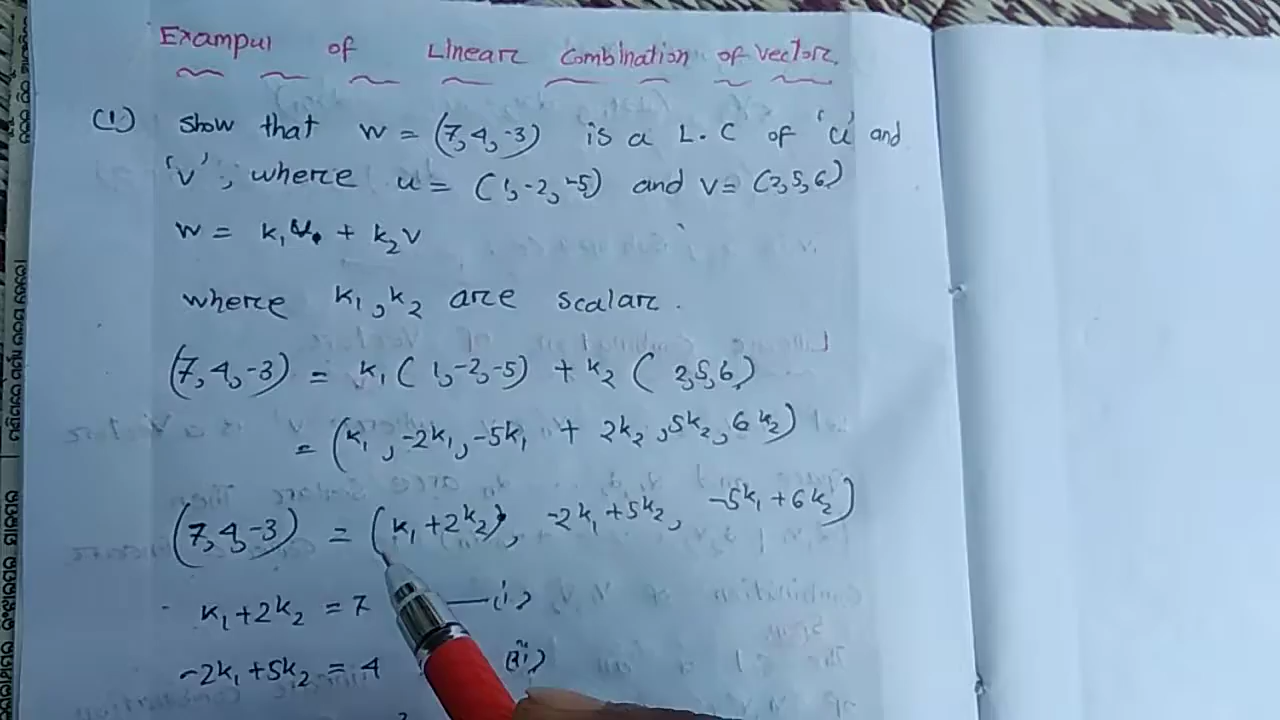 Exampul of Linearc Combination of vectorc.
(1) show that w = (7, 4, -3) is a L.C of 'u' and
'v', where u = (1, -2, -5) and v = (2, 5, 6)
w = k₁u + k₂v
where k₁, k₂ are scalarc.
(7, 4, -3) = k₁ (1, -2, -5) + k₂ (2, 5, 6)
= (k₁, -2k₁, -5k₁ + 2k₂, 5k₂, 6k₂)
(7, 4, -3) = (k₁ + 2k₂), -2k₁ + 5k₂, -5k₁ + 6k₂)
k₁ + 2k₂ = 7 —(i)
-2k₁ + 5k₂ = 4 (ii)